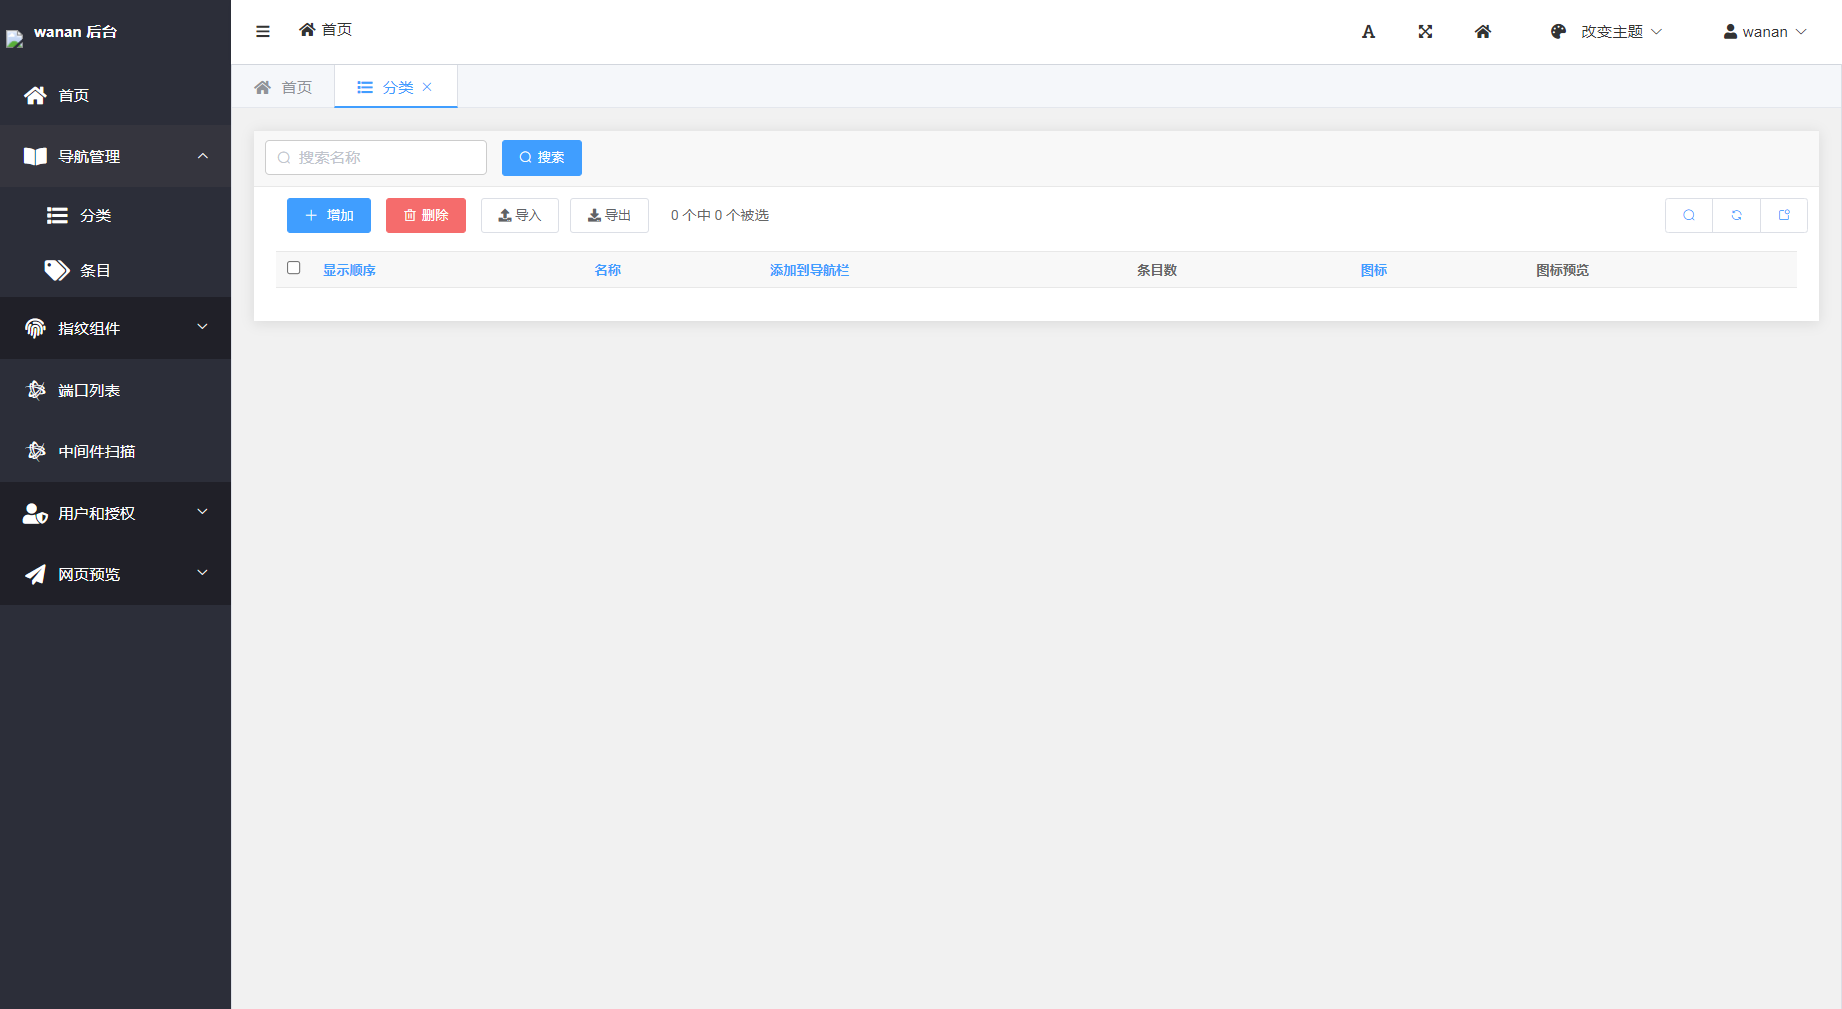 wanan 后台
首页
导航管理
分类
条目
指纹组件
端口列表
中间件扫描
用户和授权
网页预览
首页
改变主题
wanan
首页
分类
搜索名称
搜索
增加
删除
导入
导出
0 个中 0 个被选
显示顺序 名称 添加到导航栏 条目数 图标 图标预览